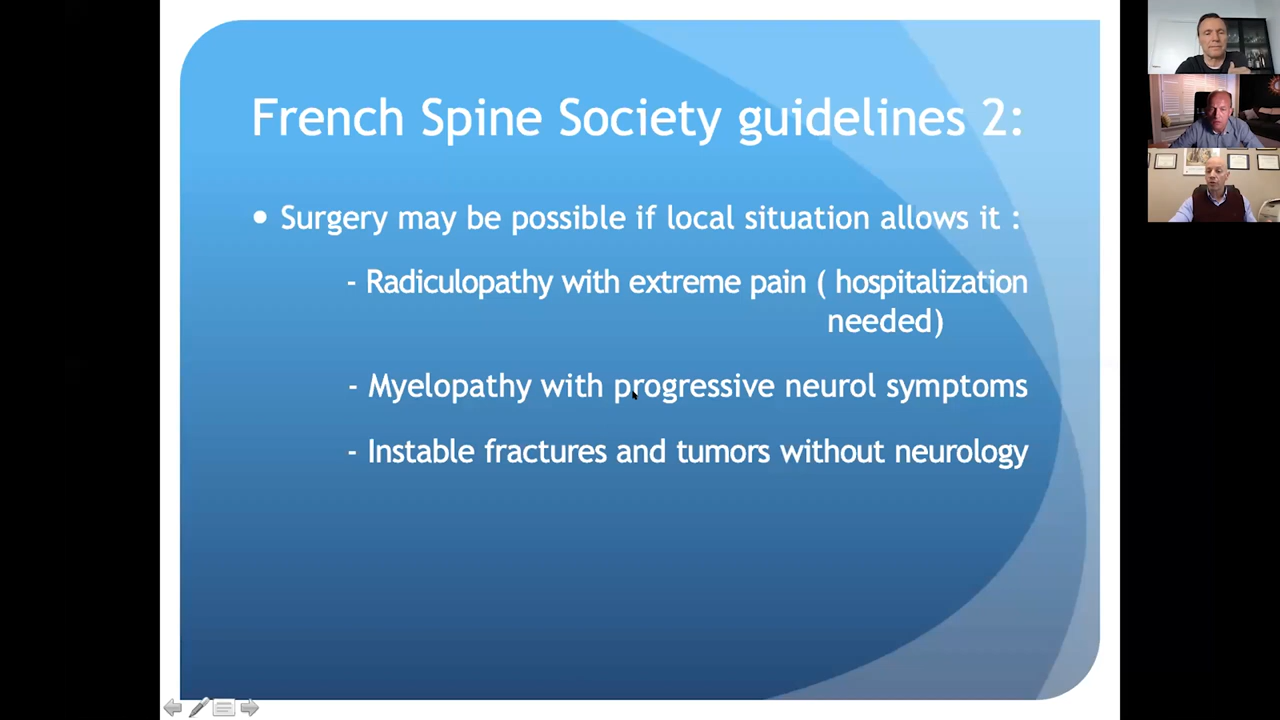 French Spine Society guidelines 2:
• Surgery may be possible if local situation allows it :
- Radiculopathy with extreme pain ( hospitalization
needed)
- Myelopathy with progressive neurol symptoms
- Instable fractures and tumors without neurology